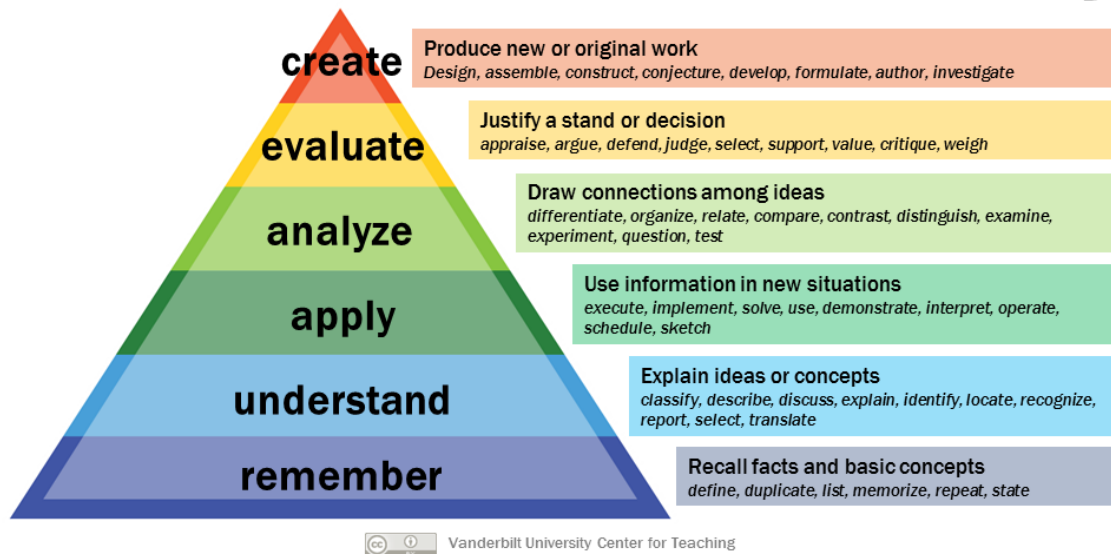 create
Produce new or original work
Design, assemble, construct, conjecture, develop, formulate, author, investigate
evaluate
Justify a stand or decision
appraise, argue, defend, judge, select, support, value, critique, weigh
analyze
Draw connections among ideas
differentiate, organize, relate, compare, contrast, distinguish, examine,
experiment, question, test
apply
Use information in new situations
execute, implement, solve, use, demonstrate, interpret, operate,
schedule, sketch
understand
Explain ideas or concepts
classify, describe, discuss, explain, identify, locate, recognize,
report, select, translate
remember
Recall facts and basic concepts
define, duplicate, list, memorize, repeat, state
cc
Vanderbilt University Center for Teaching